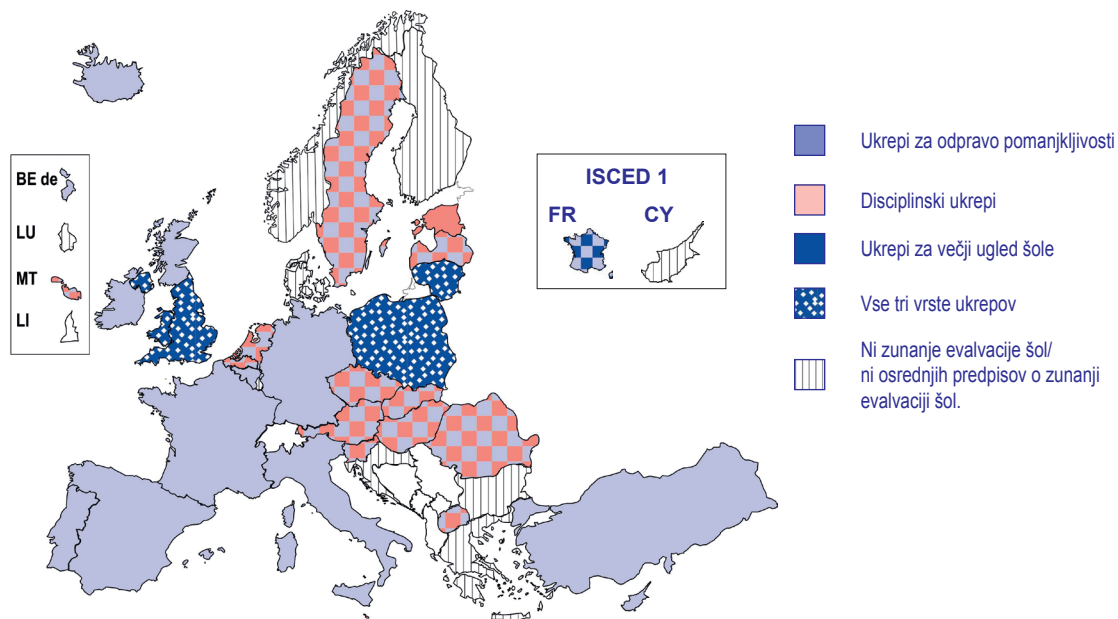 BE de
LU
MT
LI
ISCED 1
FR CY
Ukrepi za odpravo pomanjkljivosti
Disciplinski ukrepi
Ukrepi za večji ugled šole
Vse tri vrste ukrepov
Ni zunanje evalvacije šol/
ni osrednjih predpisov o zunanji
evalvaciji šol.